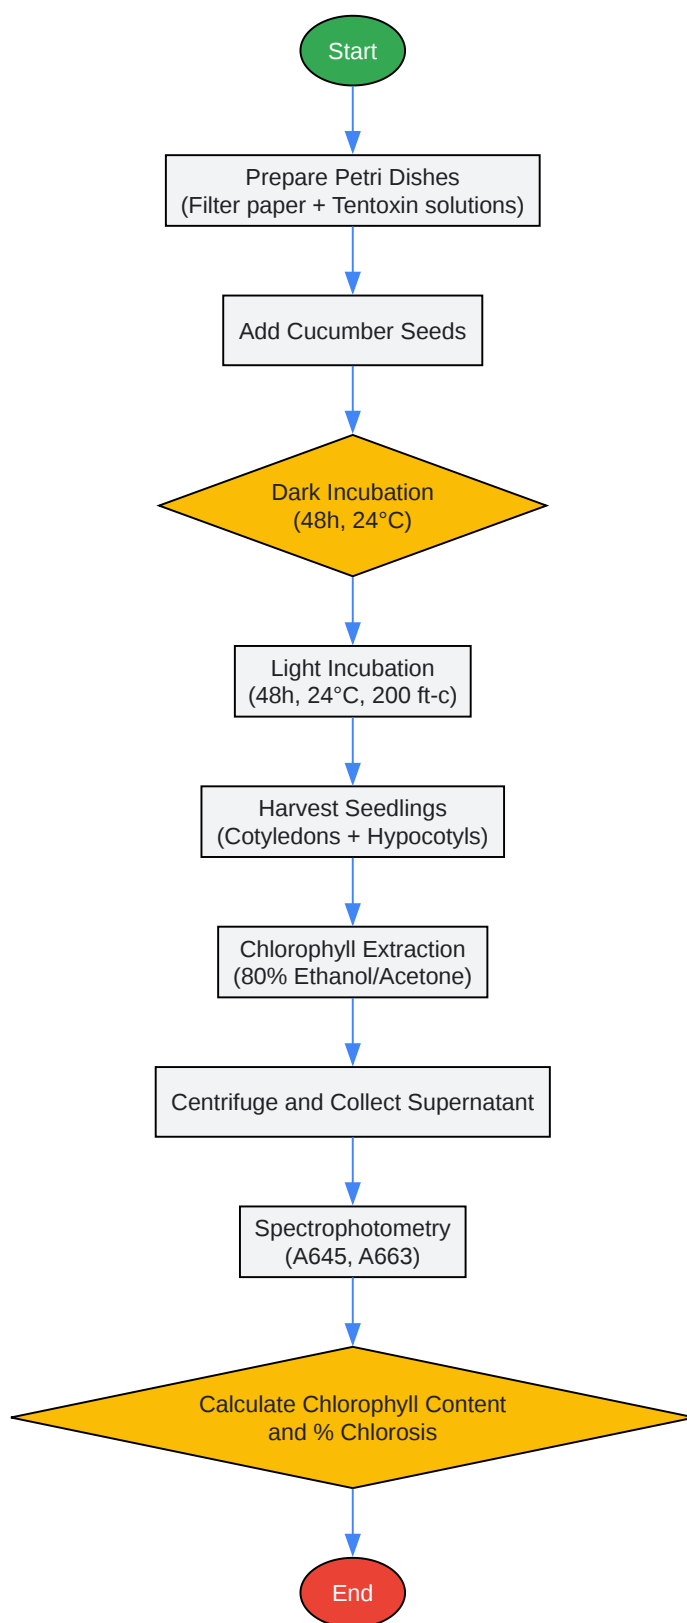 Start
Prepare Petri Dishes
(Filter paper + Tentoxin solutions)
Add Cucumber Seeds
Dark Incubation
(48h, 24°C)
Light Incubation
(48h, 24°C, 200 ft-c)
Harvest Seedlings
(Cotyledons + Hypocotyls)
Chlorophyll Extraction
(80% Ethanol/Acetone)
Centrifuge and Collect Supernatant
Spectrophotometry
(A645, A663)
Calculate Chlorophyll Content
and % Chlorosis
End